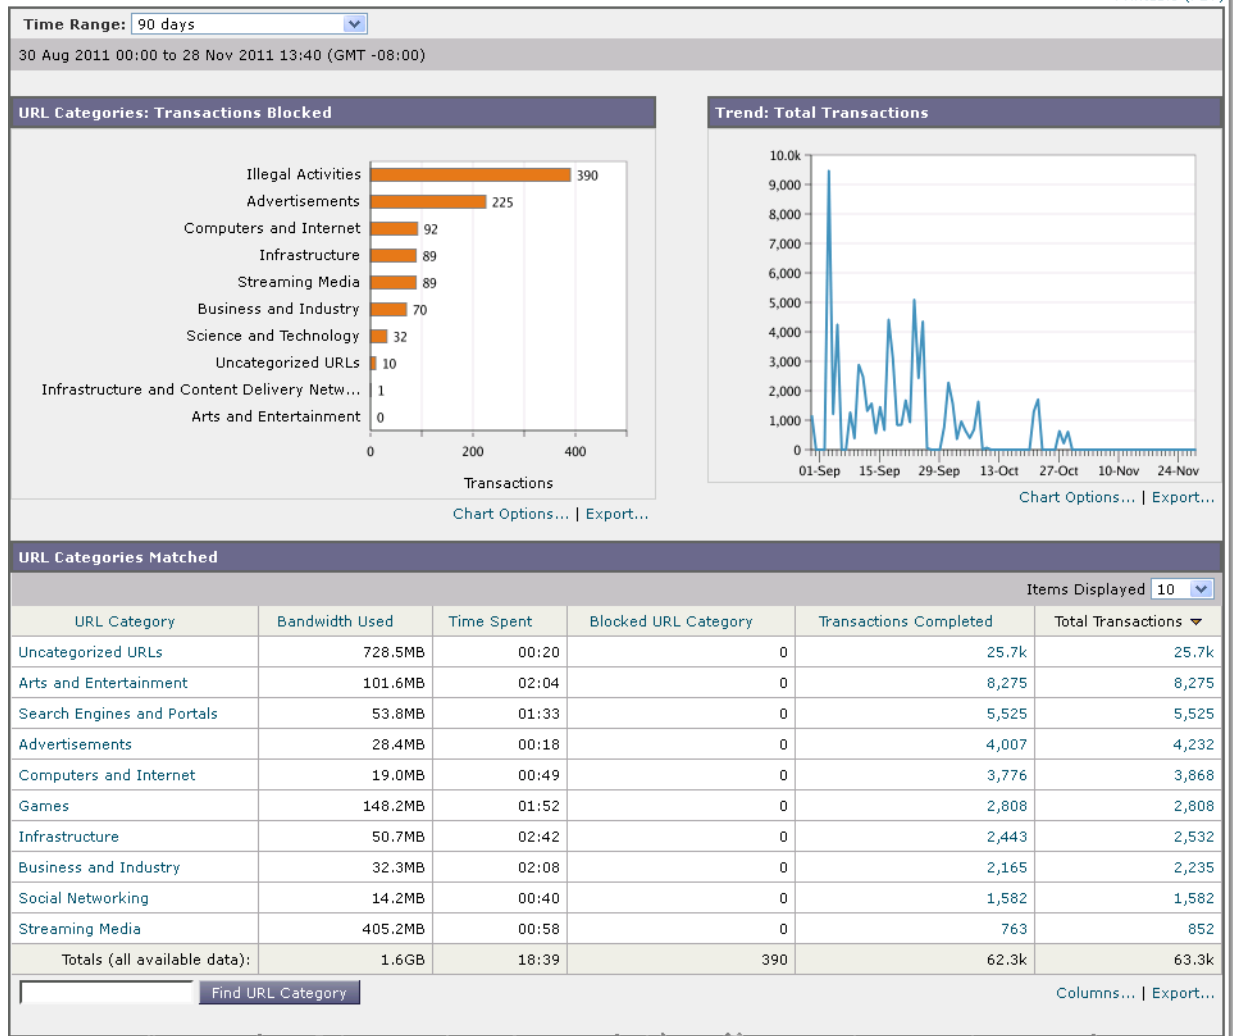 Time Range: 90 days
30 Aug 2011 00:00 to 28 Nov 2011 13:40 (GMT -08:00)
URL Categories: Transactions Blocked
Illegal Activities 390
Advertisements 225
Computers and Internet 92
Infrastructure 89
Streaming Media 89
Business and Industry 70
Science and Technology 32
Uncategorized URLs 10
Infrastructure and Content Delivery Netw... 1
Arts and Entertainment 0
0 200 400
Transactions
Chart Options... | Export...
Trend: Total Transactions
10.0k
9,000
8,000
7,000
6,000
5,000
4,000
3,000
2,000
1,000
0
01-Sep 15-Sep 29-Sep 13-Oct 27-Oct 10-Nov 24-Nov
Chart Options... | Export...
URL Categories Matched
Items Displayed 10
URL Category Bandwidth Used Time Spent Blocked URL Category Transactions Completed Total Transactions
Uncategorized URLs 728.5MB 00:20 0 25.7k 25.7k
Arts and Entertainment 101.6MB 02:04 0 8,275 8,275
Search Engines and Portals 53.8MB 01:33 0 5,525 5,525
Advertisements 28.4MB 00:18 0 4,007 4,232
Computers and Internet 19.0MB 00:49 0 3,776 3,868
Games 148.2MB 01:52 0 2,808 2,808
Infrastructure 50.7MB 02:42 0 2,443 2,532
Business and Industry 32.3MB 02:08 0 2,165 2,235
Social Networking 14.2MB 00:40 0 1,582 1,582
Streaming Media 405.2MB 00:58 0 763 852
Totals (all available data): 1.6GB 18:39 390 62.3k 63.3k
Find URL Category
Columns... | Export...